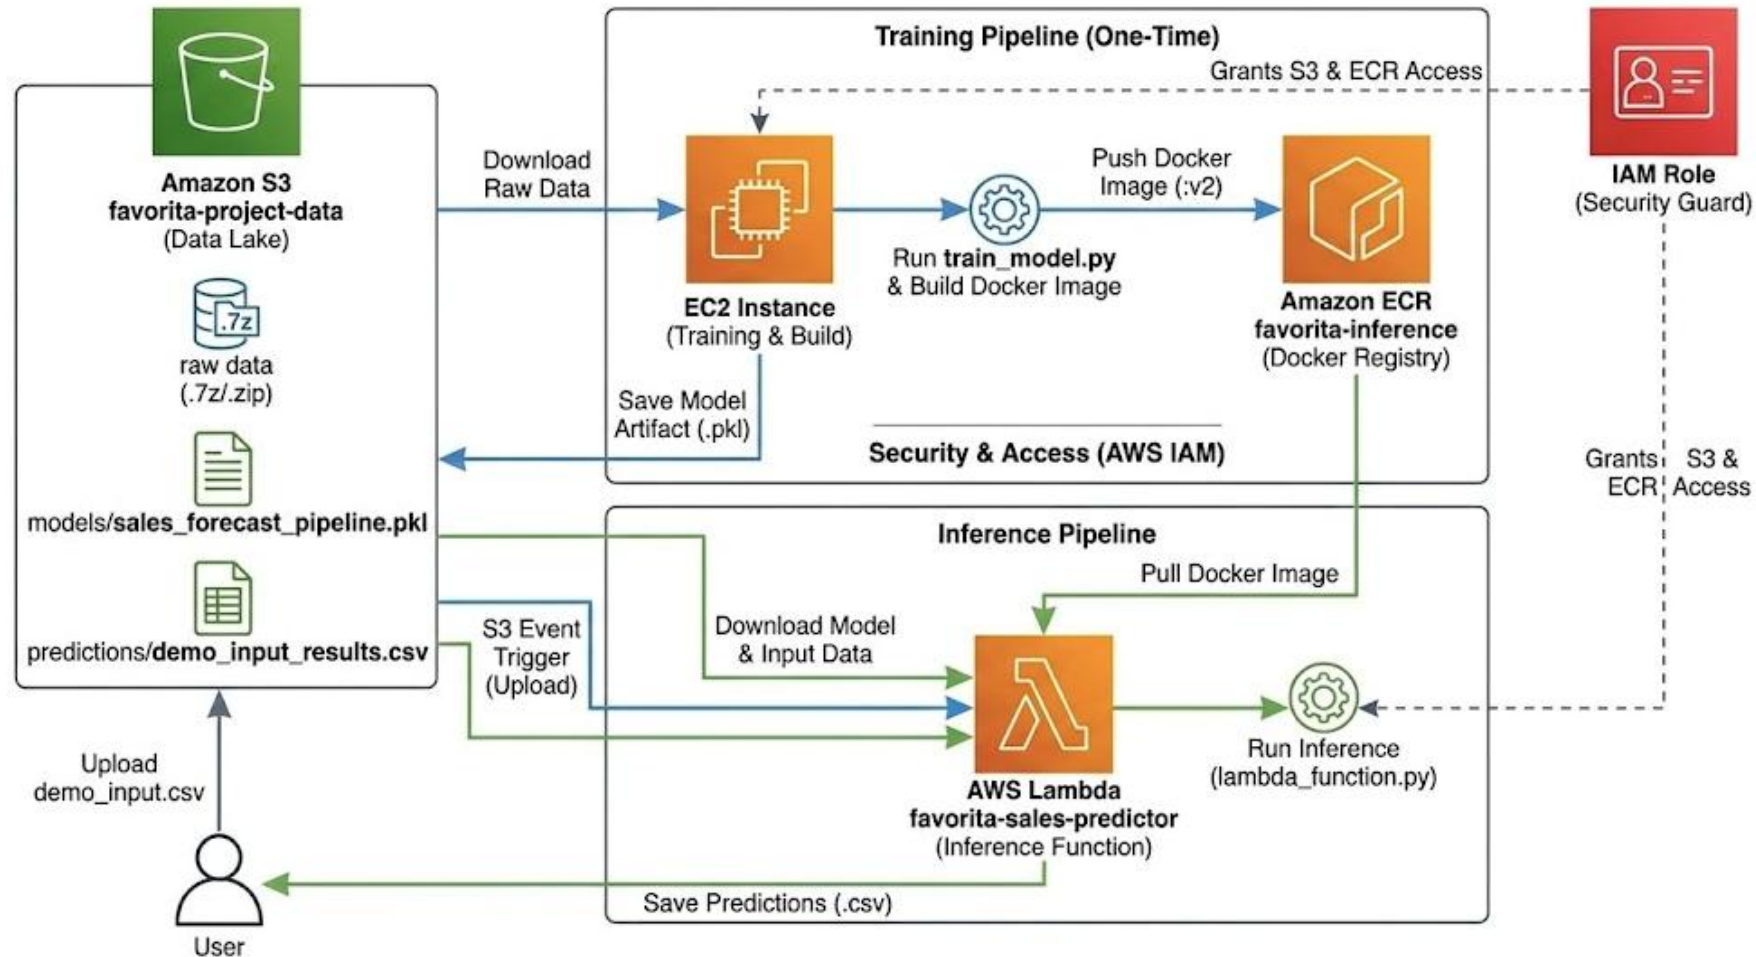 Amazon S3
favorita-project-data
(Data Lake)
.7z
raw data
(.7z/.zip)
models/sales_forecast_pipeline.pkl
predictions/demo_input_results.csv
Upload
demo_input.csv
User
Download
Raw Data
Training Pipeline (One-Time)
Grants S3 & ECR Access
EC2 Instance
(Training & Build)
Run train_model.py
& Build Docker Image
Push Docker
Image (:v2)
Amazon ECR
favorita-inference
(Docker Registry)
Save Model
Artifact (.pkl)
Security & Access (AWS IAM)
IAM Role
(Security Guard)
Grants S3 &
ECR Access
Inference Pipeline
Pull Docker Image
S3 Event
Trigger
(Upload)
Download Model
& Input Data
AWS Lambda
favorita-sales-predictor
(Inference Function)
Run Inference
(lambda_function.py)
Save Predictions (.csv)